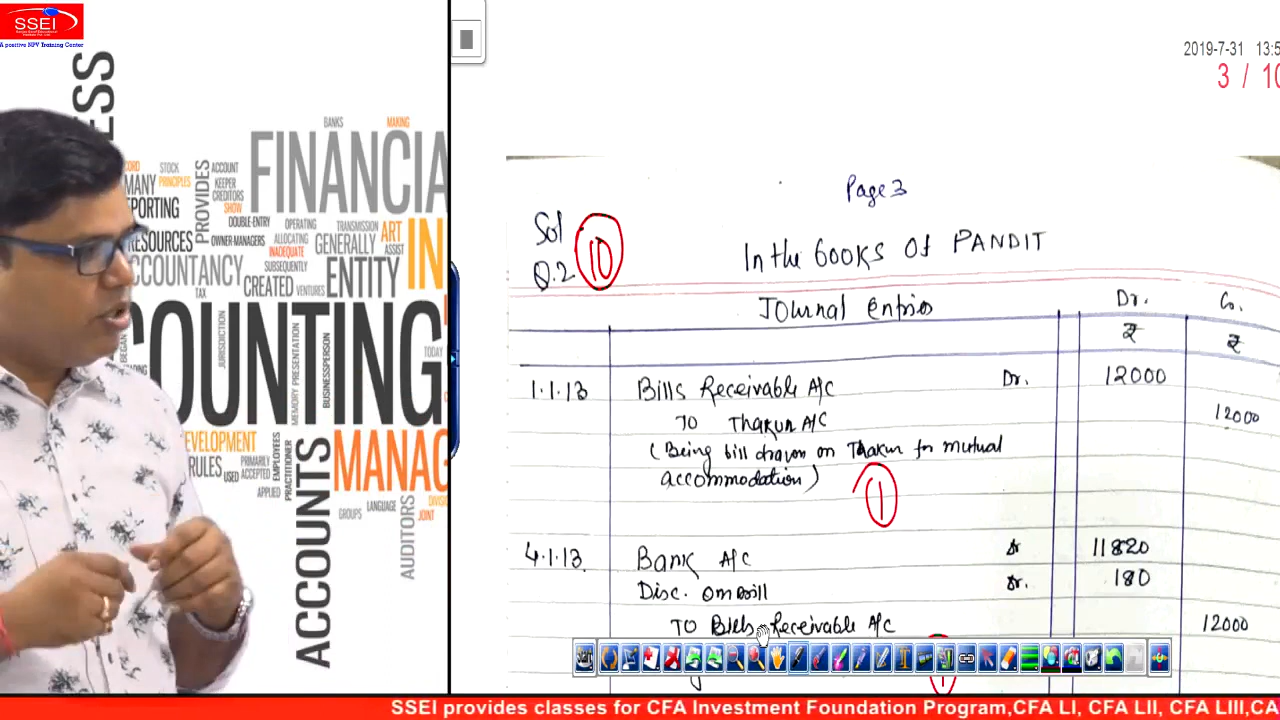 SSEI
A positive NPV Training Center
2019-7-31 13:5
3 / 10
BANKS
MAKING
FINANCIA
STOCK
ACCOUNT
MANY
PRINCIPLES
PROVIDES
KEEPER
CREDITORS
SHOW
DOUBLE-ENTRY
OPERATING
TRANSMISSION
ART
IN
RESOURCES
OWNER-MANAGERS
ALLOCATING
INADEQUATE
GENERALLY
ASSIST
ACCOUNTANCY
SUBSEQUENTLY
ENTITY
TAX
CREATED
VENTURES
JURISDICTION
MEMORY
PRESENTATION
BUSINESSPERSON
TODAY
BEGAN
COUNTING
DEVELOPMENT
RULES
USED
PRIMARILY
ACCEPTED
APPLIED
EMPLOYEES
PRACTITIONER
ACCOUNTS
MANAG
LANGUAGE
GROUPS
AUDITORS
JOINT
Page 3
Sol
Q.2 10
In the books Of PANDIT
Journal Entries Dr. Cr.
₹ ₹
1.1.13 Bills Receivable A/C Dr. 12000
To Thakur A/C 12000
(Being bill drawn on Thakur for mutual
accommodation) 1
4.1.13. Bank A/C Dr 11820
Disc. on Bill Dr. 180
To Bills Receivable A/C 12000
SSEI provides classes for CFA Investment Foundation Program,CFA LI, CFA LII, CFA LIII,CA